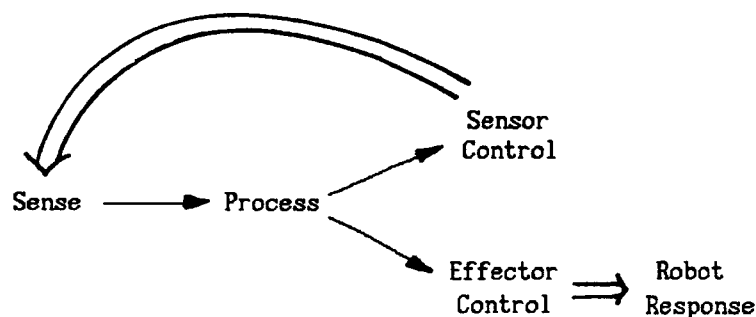 Sensor
Control
Sense
Process
Effector
Control
Robot
Response